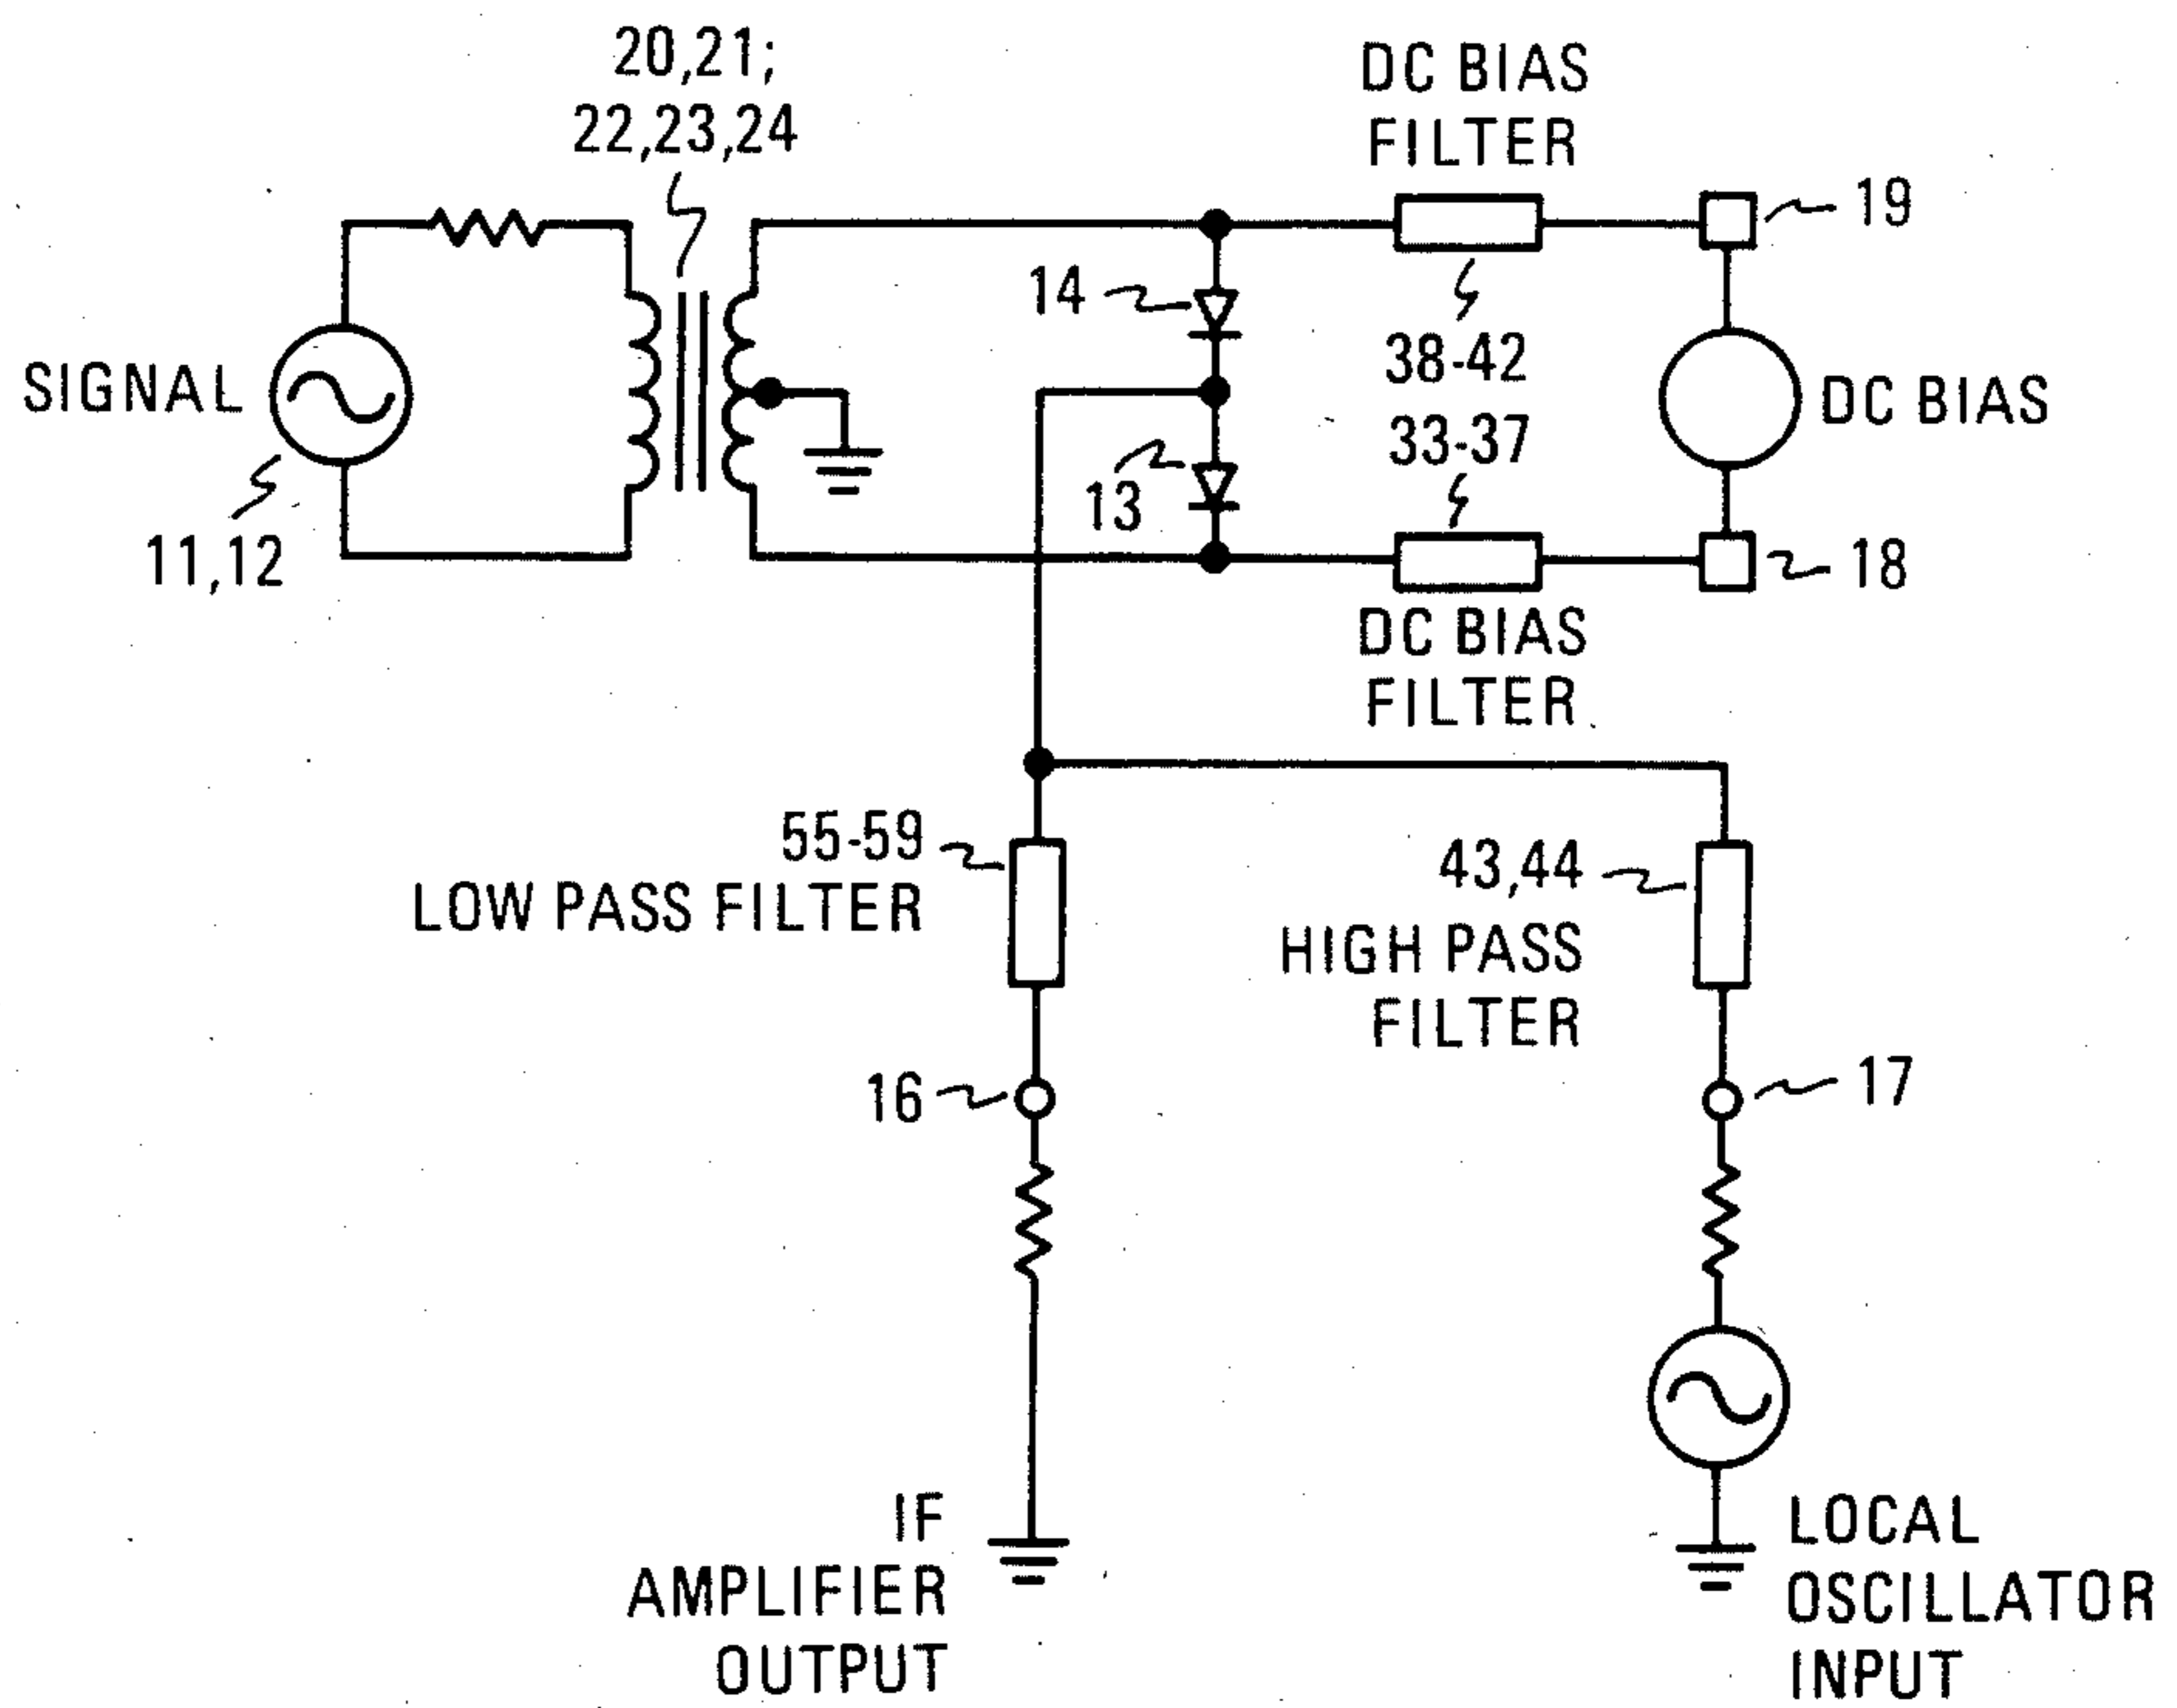 20,21;
22,23,24
DC BIAS
FILTER
19
14
38-42
SIGNAL
DC BIAS
33-37
13
11,12
18
DC BIAS
FILTER
55-59
LOW PASS FILTER
43,44
HIGH PASS
FILTER
16
17
IF
AMPLIFIER
OUTPUT
LOCAL
OSCILLATOR
INPUT